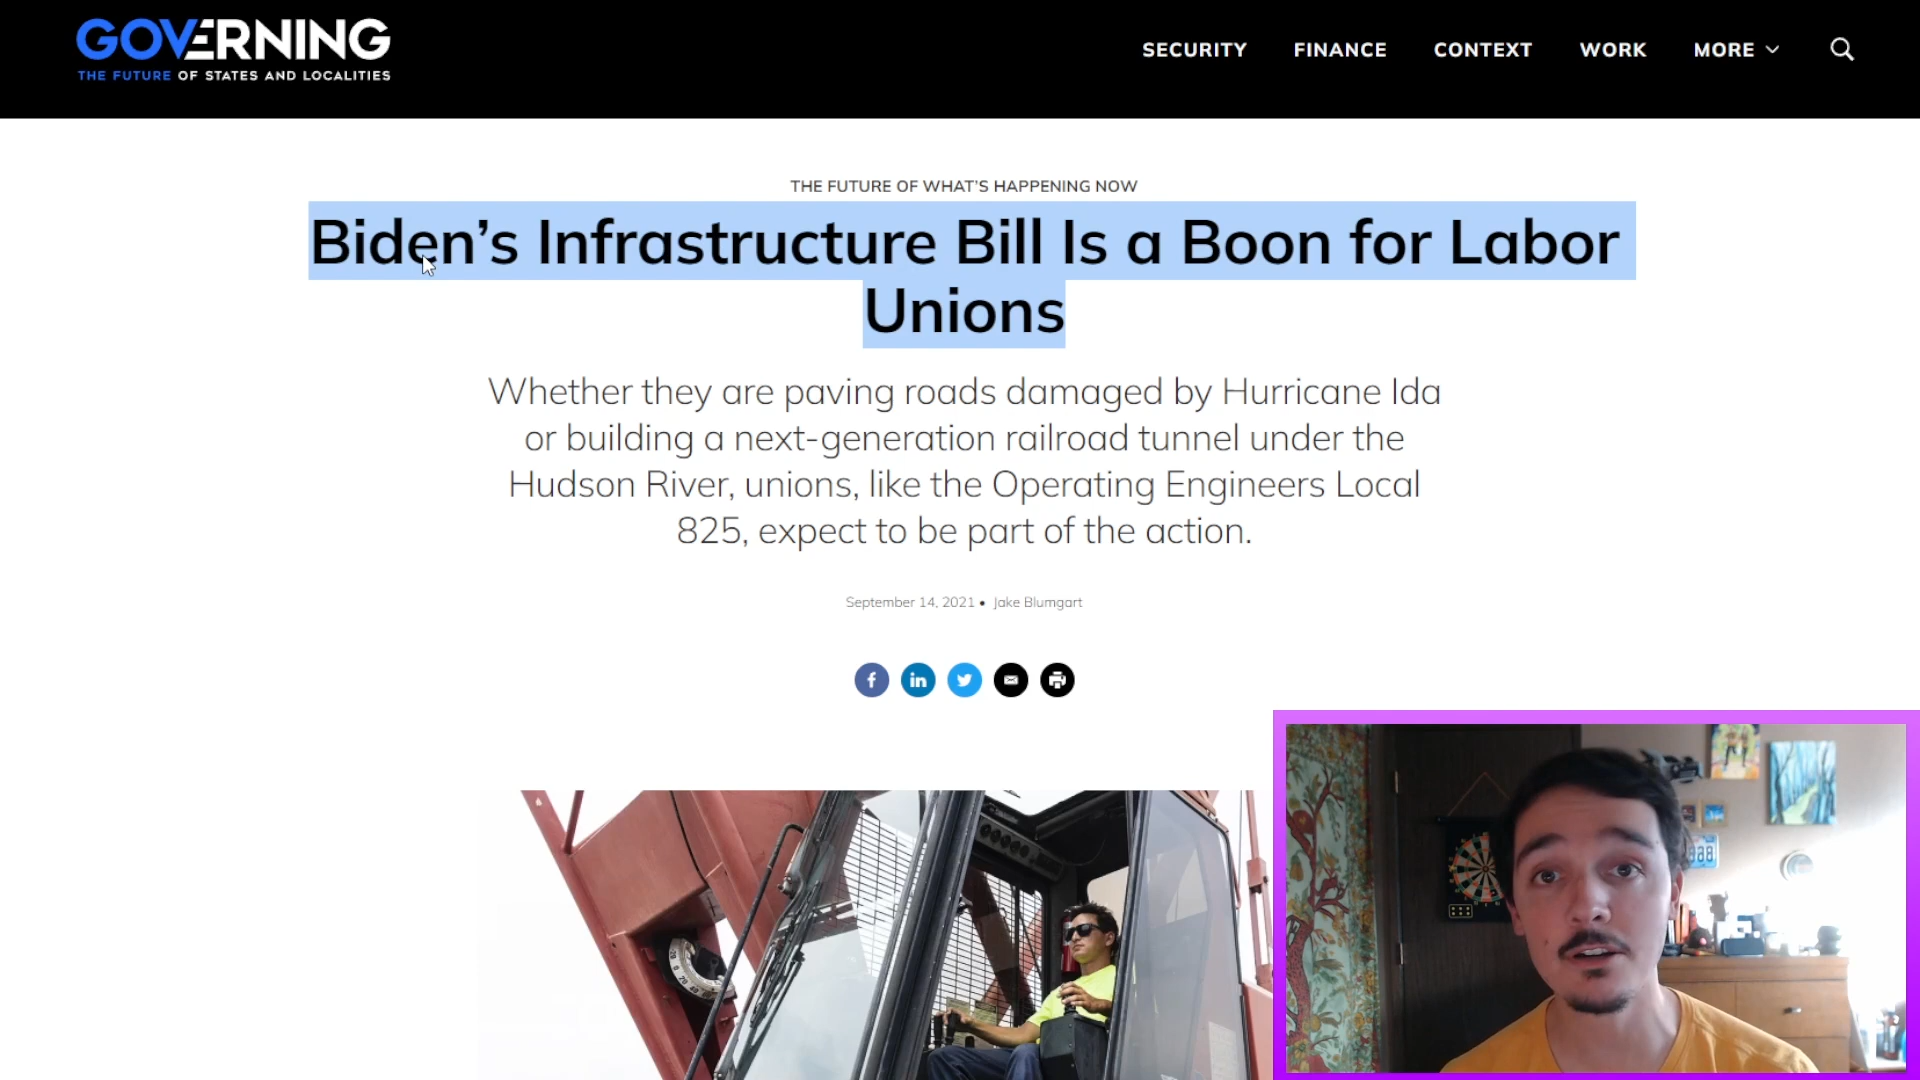 GOVERNING
THE FUTURE OF STATES AND LOCALITIES
SECURITY FINANCE CONTEXT WORK MORE
THE FUTURE OF WHAT'S HAPPENING NOW
Biden’s Infrastructure Bill Is a Boon for Labor
Unions
Whether they are paving roads damaged by Hurricane Ida
or building a next-generation railroad tunnel under the
Hudson River, unions, like the Operating Engineers Local
825, expect to be part of the action.
September 14, 2021 • Jake Blumgart